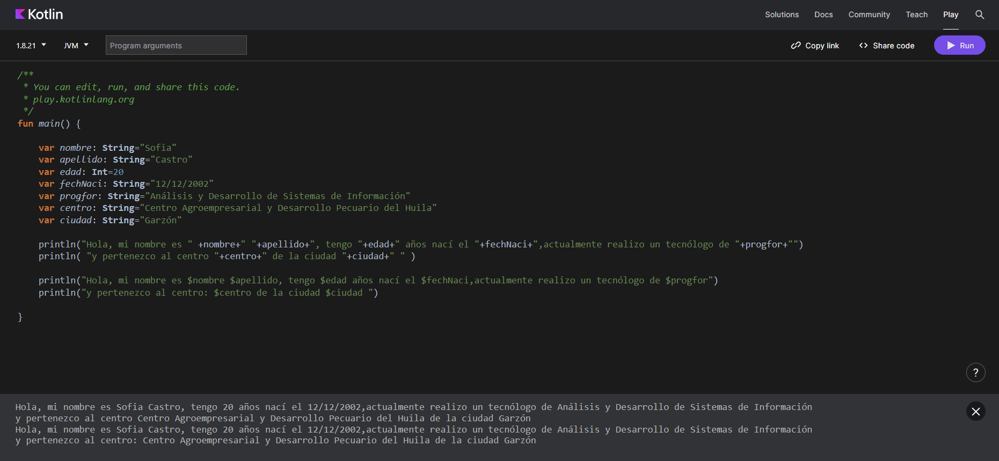 Kotlin
Solutions Docs Community Teach Play
1.8.21 JVM Program arguments Copy link <> Share code Run
/**
 * You can edit, run, and share this code.
 * play.kotlinlang.org
 */
fun main() {
    var nombre: String="Sofia"
    var apellido: String="Castro"
    var edad: Int=20
    var fechNaci: String="12/12/2002"
    var progfor: String="Análisis y Desarrollo de Sistemas de Información"
    var centro: String="Centro Agroempresarial y Desarrollo Pecuario del Huila"
    var ciudad: String="Garzón"
    println("Hola, mi nombre es " +nombre+" "+apellido+", tengo "+edad+" años nací el "+fechNaci+",actualmente realizo un tecnólogo de "+progfor+"")
    println( "y pertenezco al centro "+centro+" de la ciudad "+ciudad+" " )
    println("Hola, mi nombre es $nombre $apellido, tengo $edad años nací el $fechNaci,actualmente realizo un tecnólogo de $progfor")
    println("y pertenezco al centro: $centro de la ciudad $ciudad ")
}
?
Hola, mi nombre es Sofia Castro, tengo 20 años nací el 12/12/2002,actualmente realizo un tecnólogo de Análisis y Desarrollo de Sistemas de Información
y pertenezco al centro Centro Agroempresarial y Desarrollo Pecuario del Huila de la ciudad Garzón
Hola, mi nombre es Sofia Castro, tengo 20 años nací el 12/12/2002,actualmente realizo un tecnólogo de Análisis y Desarrollo de Sistemas de Información
y pertenezco al centro: Centro Agroempresarial y Desarrollo Pecuario del Huila de la ciudad Garzón